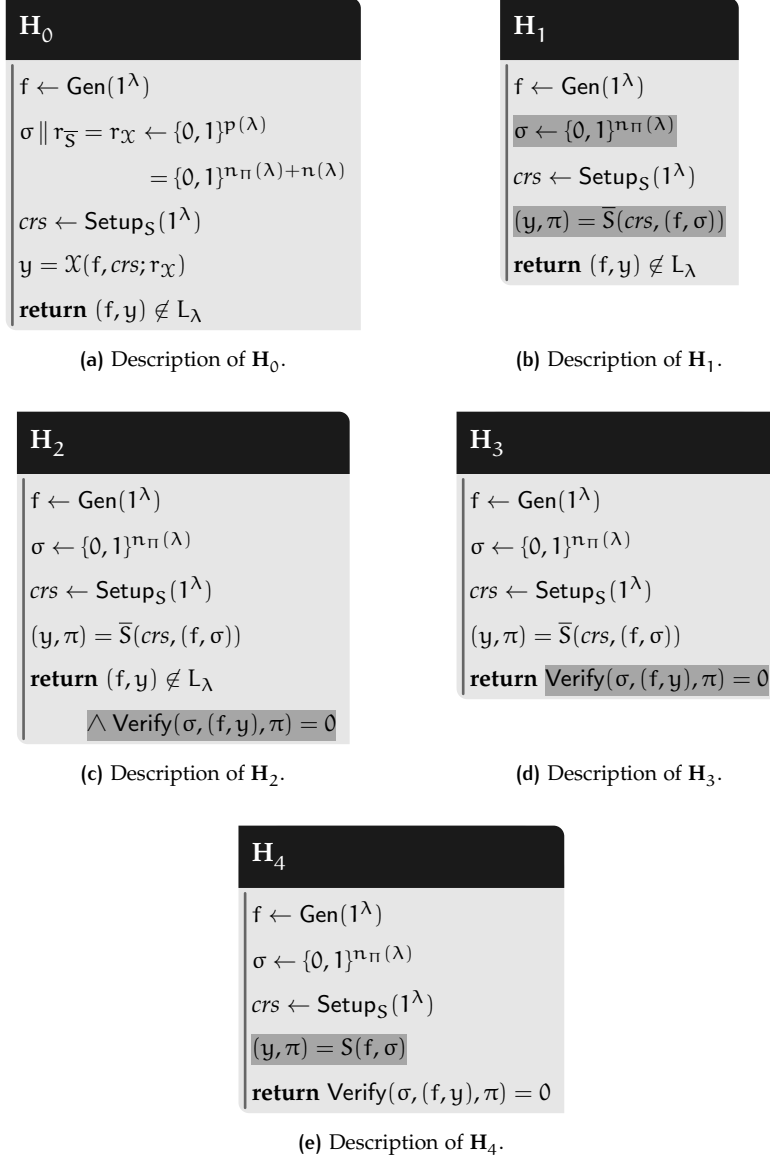 H₀
f ← Gen(1^λ)
σ ∥ r_S̅ = r_𝒳 ← {0, 1}^{p(λ)}
= {0, 1}^{n_Π(λ)+n(λ)}
crs ← Setup_S(1^λ)
y = 𝒳(f, crs; r_𝒳)
return (f, y) ∉ L_λ
(a) Description of H₀.
H₁
f ← Gen(1^λ)
σ ← {0, 1}^{n_Π(λ)}
crs ← Setup_S(1^λ)
(y, π) = S̅(crs, (f, σ))
return (f, y) ∉ L_λ
(b) Description of H₁.
H₂
f ← Gen(1^λ)
σ ← {0, 1}^{n_Π(λ)}
crs ← Setup_S(1^λ)
(y, π) = S̅(crs, (f, σ))
return (f, y) ∉ L_λ
∧ Verify(σ, (f, y), π) = 0
(c) Description of H₂.
H₃
f ← Gen(1^λ)
σ ← {0, 1}^{n_Π(λ)}
crs ← Setup_S(1^λ)
(y, π) = S̅(crs, (f, σ))
return Verify(σ, (f, y), π) = 0
(d) Description of H₃.
H₄
f ← Gen(1^λ)
σ ← {0, 1}^{n_Π(λ)}
crs ← Setup_S(1^λ)
(y, π) = S(f, σ)
return Verify(σ, (f, y), π) = 0
(e) Description of H₄.